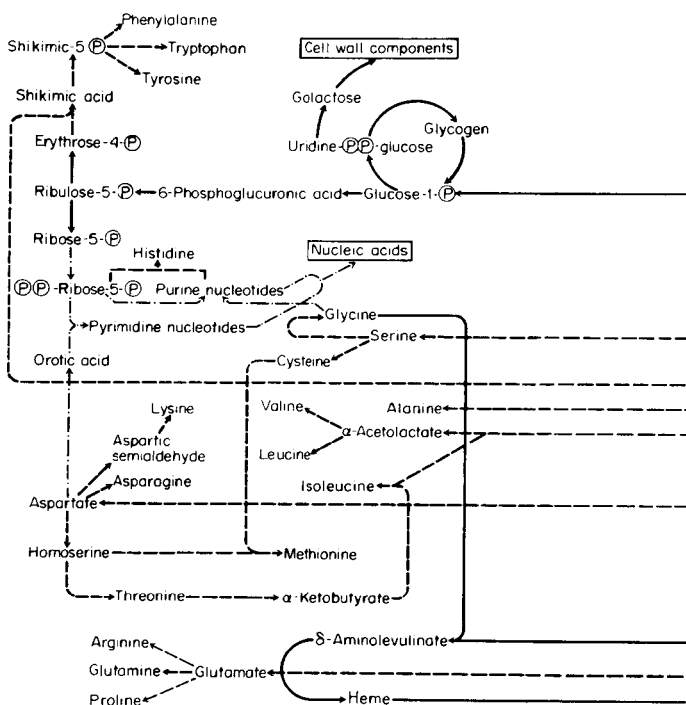 Phenylalanine
Shikimic-5 P
Tryptophan
Tyrosine
Shikimic acid
Erythrose-4-P
Ribulose-5-P
6-Phosphoglucuronic acid
Glucose-1-P
Cell wall components
Galactose
Uridine-PP-glucose
Glycogen
Ribose-5-P
Histidine
Nucleic acids
PP-Ribose-5-P
Purine nucleotides
Pyrimidine nucleotides
Glycine
Serine
Orotic acid
Cysteine
Lysine
Valine
Alanine
Aspartic
semialdehyde
α-Acetolactate
Leucine
Asparagine
Isoleucine
Aspartate
Homoserine
Methionine
Threonine
α-Ketobutyrate
Arginine
δ-Aminolevulinate
Glutamine
Glutamate
Proline
Heme